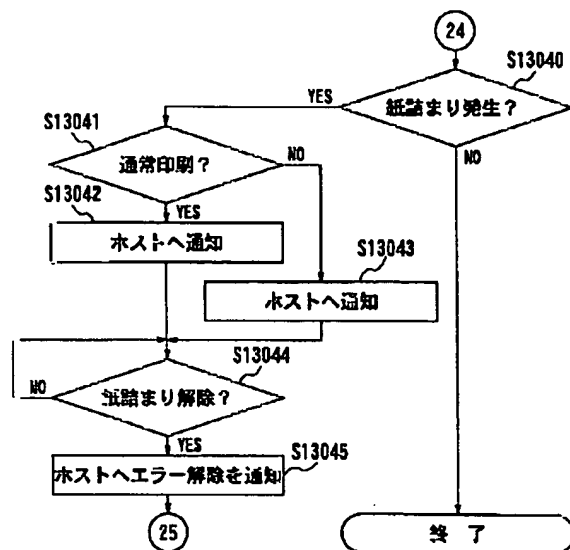 24
S13040
紙詰まり発生?
YES
NO
S13041
通常印刷?
NO
S13042
YES
ホストへ通知
S13043
ホストへ通知
S13044
紙詰まり解除?
NO
YES
S13045
ホストへエラー解除を通知
25
終了